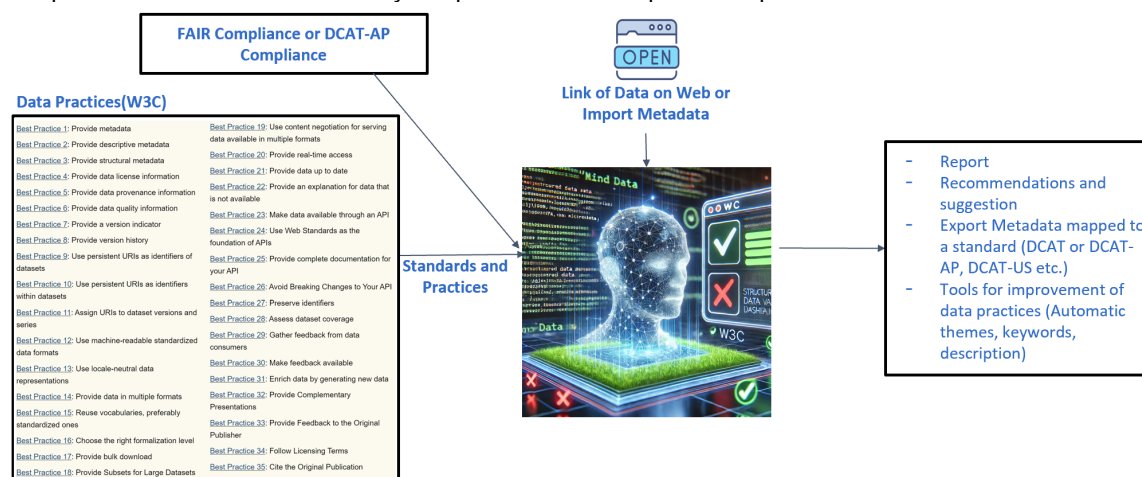 FAIR Compliance or DCAT-AP
Compliance
OPEN
Link of Data on Web or
Import Metadata
Data Practices(W3C)
Best Practice 1: Provide metadata
Best Practice 2: Provide descriptive metadata
Best Practice 3: Provide structural metadata
Best Practice 4: Provide data license information
Best Practice 5: Provide data provenance information
Best Practice 6: Provide data quality information
Best Practice 7: Provide a version indicator
Best Practice 8: Provide version history
Best Practice 9: Use persistent URIs as identifiers of
datasets
Best Practice 10: Use persistent URIs as identifiers
within datasets
Best Practice 11: Assign URIs to dataset versions and
series
Best Practice 12: Use machine-readable standardized
data formats
Best Practice 13: Use locale-neutral data
representations
Best Practice 14: Provide data in multiple formats
Best Practice 15: Reuse vocabularies, preferably
standardized ones
Best Practice 16: Choose the right formalization level
Best Practice 17: Provide bulk download
Best Practice 18: Provide Subsets for Large Datasets
Best Practice 19: Use content negotiation for serving
data available in multiple formats
Best Practice 20: Provide real-time access
Best Practice 21: Provide data up to date
Best Practice 22: Provide an explanation for data that
is not available
Best Practice 23: Make data available through an API
Best Practice 24: Use Web Standards as the
foundation of APIs
Best Practice 25: Provide complete documentation for
your API
Best Practice 26: Avoid Breaking Changes to Your API
Best Practice 27: Preserve identifiers
Best Practice 28: Assess dataset coverage
Best Practice 29: Gather feedback from data
consumers
Best Practice 30: Make feedback available
Best Practice 31: Enrich data by generating new data
Best Practice 32: Provide Complementary
Presentations
Best Practice 33: Provide Feedback to the Original
Publisher
Best Practice 34: Follow Licensing Terms
Best Practice 35: Cite the Original Publication
Standards and
Practices
Mind Data
WC
STRUCTUR
DATA VA
Data
W3C
- Report
- Recommendations and
suggestion
- Export Metadata mapped to
a standard (DCAT or DCAT-
AP, DCAT-US etc.)
- Tools for improvement of
data practices (Automatic
themes, keywords,
description)